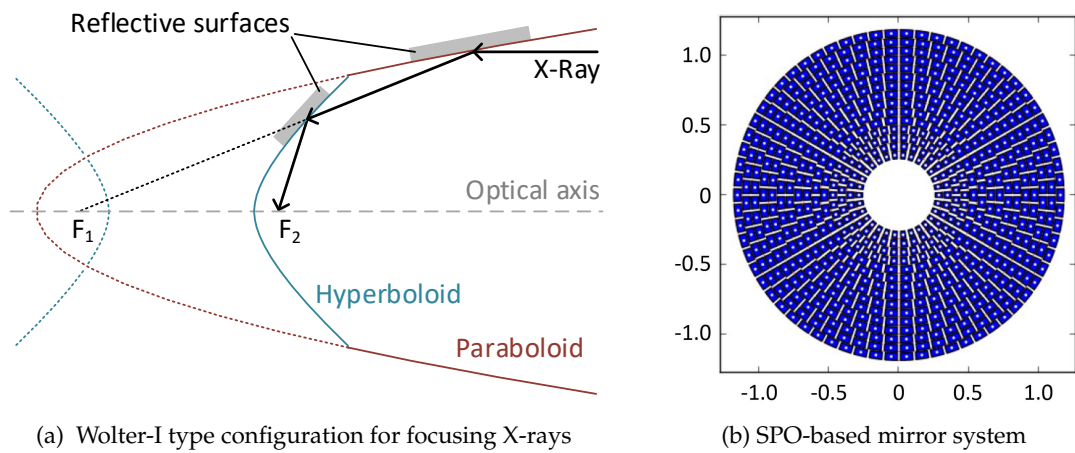 Reflective surfaces
X-Ray
Optical axis
F1
F2
Hyperboloid
Paraboloid
(a) Wolter-I type configuration for focusing X-rays
1.0
0.5
0
-0.5
-1.0
-1.0 -0.5 0 0.5 1.0
(b) SPO-based mirror system